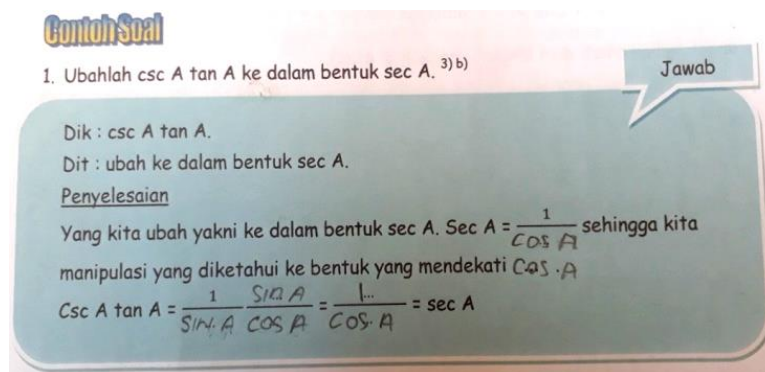 Contoh Soal
1. Ubahlah csc A tan A ke dalam bentuk sec A. 3) b)
Jawab
Dik : csc A tan A.
Dit : ubah ke dalam bentuk sec A.
Penyelesaian
Yang kita ubah yakni ke dalam bentuk sec A. Sec A = 1 / COS A sehingga kita
manipulasi yang diketahui ke bentuk yang mendekati Cos . A
Csc A tan A = 1 / SIN. A SIN A / COS A = 1... / COS. A = sec A